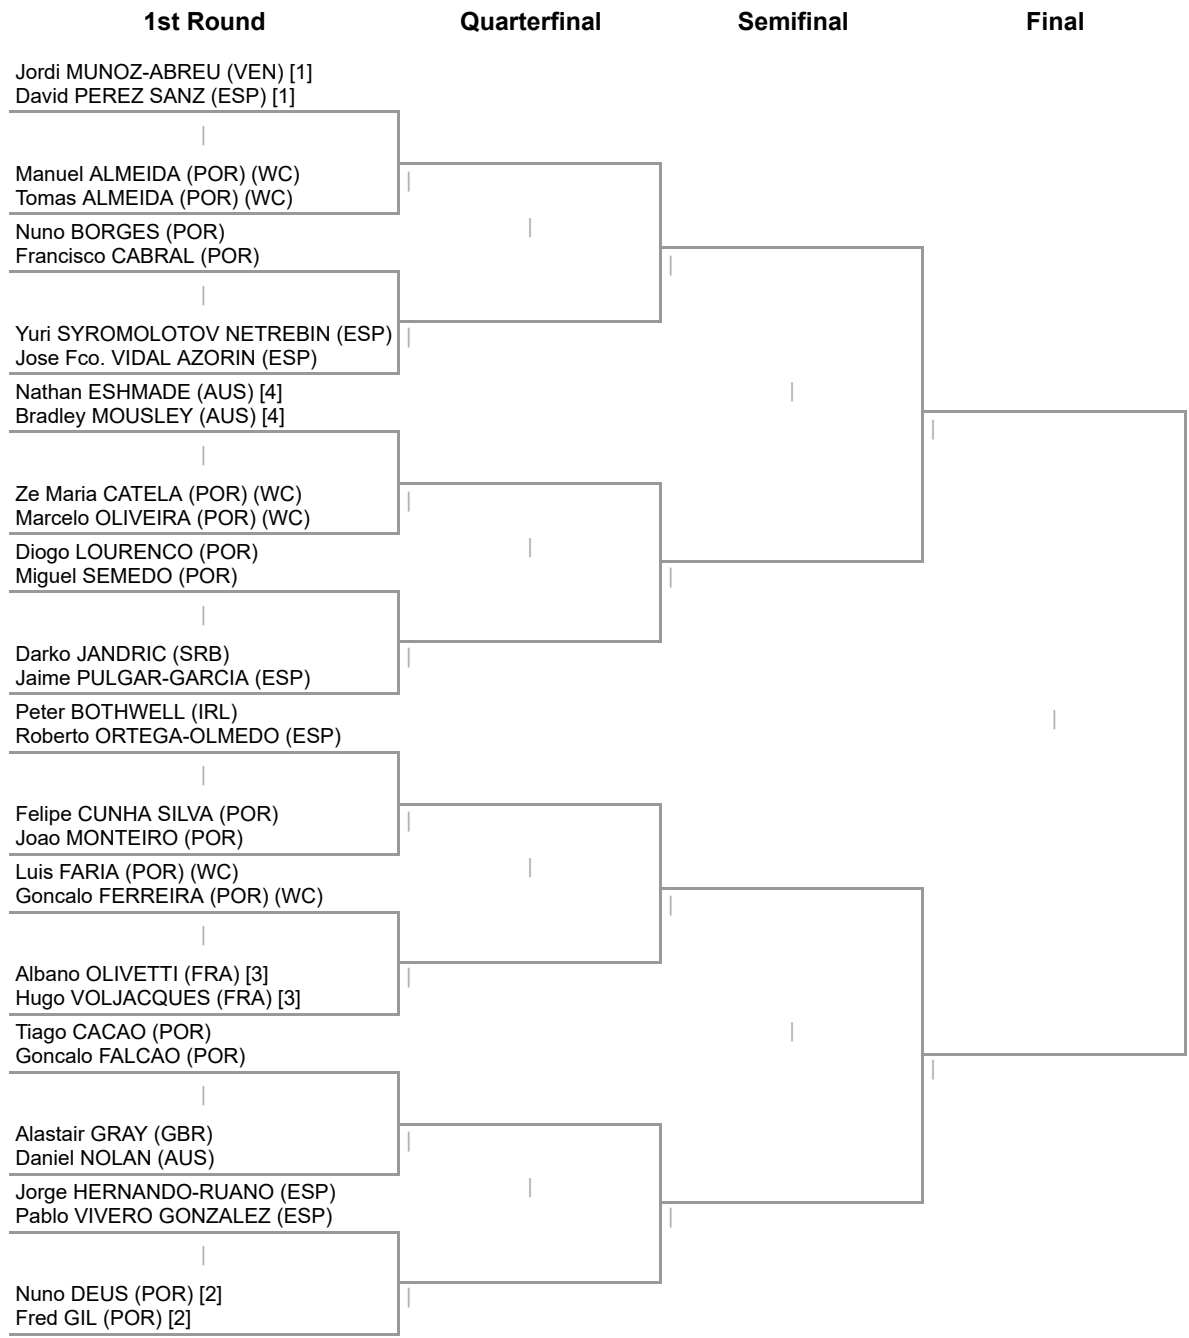 1st Round Quarterfinal Semifinal Final
Jordi MUNOZ-ABREU (VEN) [1]
David PEREZ SANZ (ESP) [1]
Manuel ALMEIDA (POR) (WC)
Tomas ALMEIDA (POR) (WC)
Nuno BORGES (POR)
Francisco CABRAL (POR)
Yuri SYROMOLOTOV NETREBIN (ESP)
Jose Fco. VIDAL AZORIN (ESP)
Nathan ESHMADE (AUS) [4]
Bradley MOUSLEY (AUS) [4]
Ze Maria CATELA (POR) (WC)
Marcelo OLIVEIRA (POR) (WC)
Diogo LOURENCO (POR)
Miguel SEMEDO (POR)
Darko JANDRIC (SRB)
Jaime PULGAR-GARCIA (ESP)
Peter BOTHWELL (IRL)
Roberto ORTEGA-OLMEDO (ESP)
Felipe CUNHA SILVA (POR)
Joao MONTEIRO (POR)
Luis FARIA (POR) (WC)
Goncalo FERREIRA (POR) (WC)
Albano OLIVETTI (FRA) [3]
Hugo VOLJACQUES (FRA) [3]
Tiago CACAO (POR)
Goncalo FALCAO (POR)
Alastair GRAY (GBR)
Daniel NOLAN (AUS)
Jorge HERNANDO-RUANO (ESP)
Pablo VIVERO GONZALEZ (ESP)
Nuno DEUS (POR) [2]
Fred GIL (POR) [2]